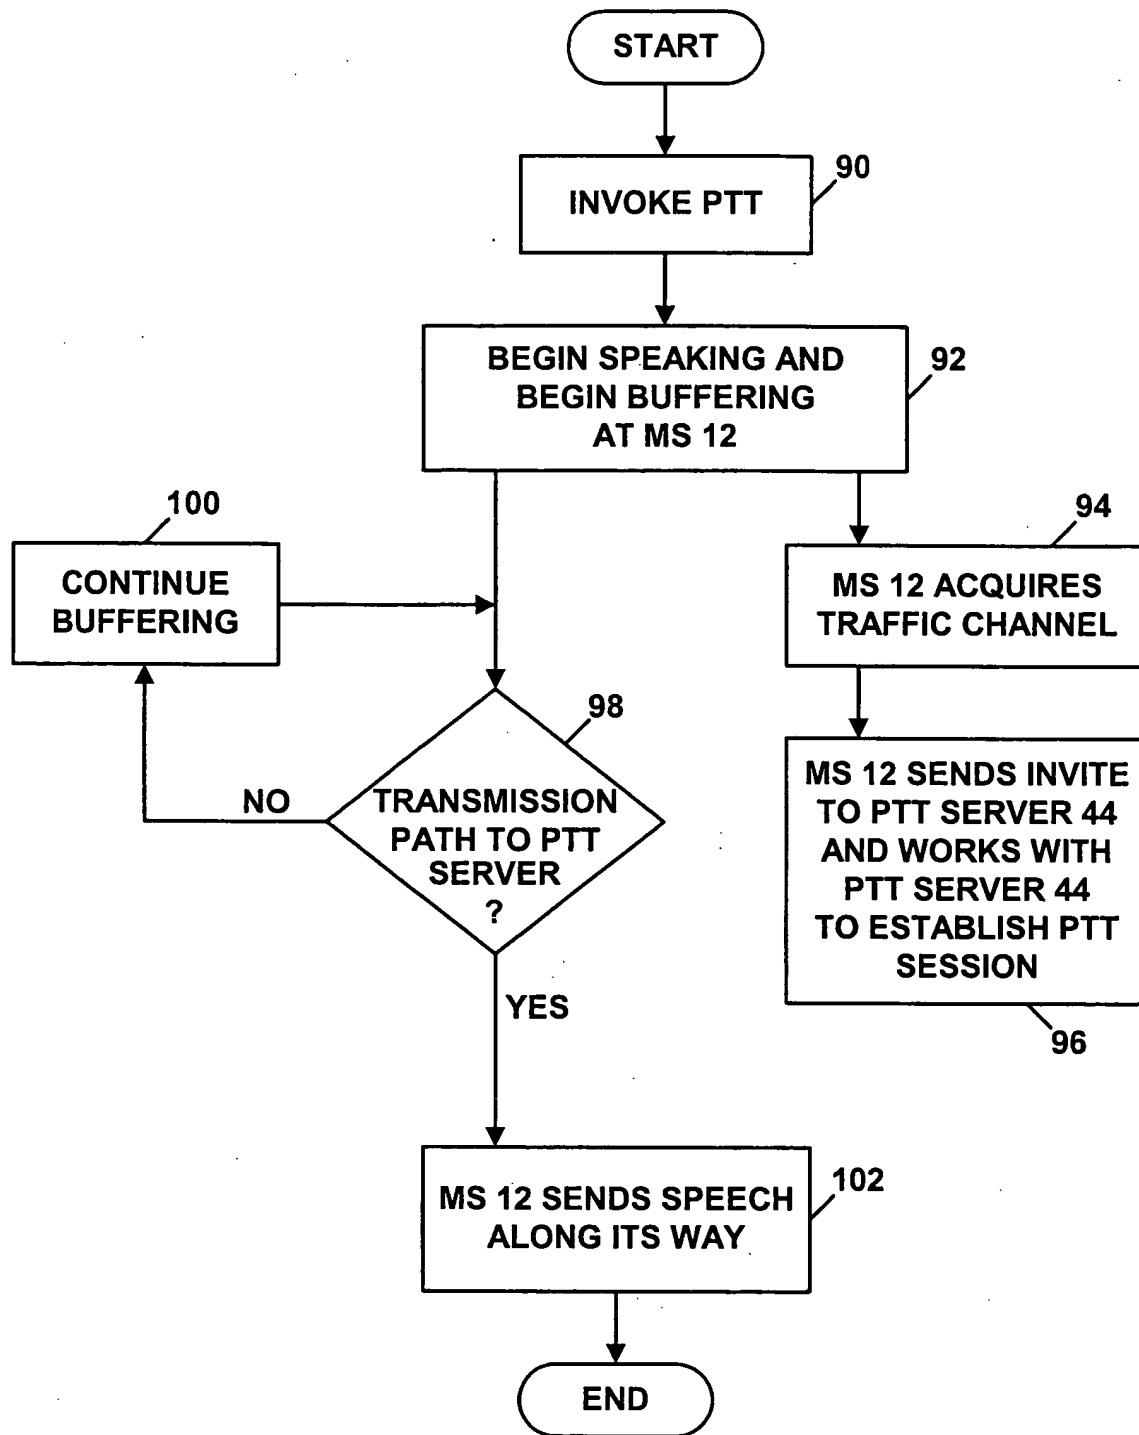 START
90
INVOKE PTT
BEGIN SPEAKING AND
BEGIN BUFFERING
AT MS 12
92
100
CONTINUE
BUFFERING
94
MS 12 ACQUIRES
TRAFFIC CHANNEL
98
NO
TRANSMISSION
PATH TO PTT
SERVER
?
MS 12 SENDS INVITE
TO PTT SERVER 44
AND WORKS WITH
PTT SERVER 44
TO ESTABLISH PTT
SESSION
96
YES
MS 12 SENDS SPEECH
ALONG ITS WAY
102
END